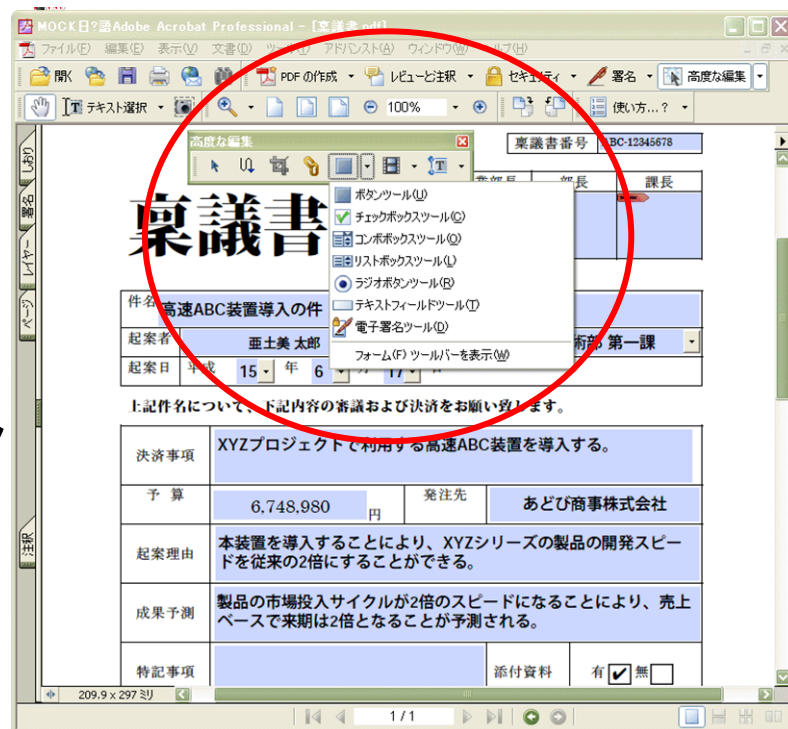 MOCK日?語Adobe Acrobat Professional - [稟議書.pdf]
ファイル(F) 編集(E) 表示(V) 文書(D) ツール(T) アドバンスト(A) ウィンドウ(W) ヘルプ(H)
開く PDF の作成 レビューと注釈 セキュリティ 署名 高度な編集
テキスト選択 100% 使い方...?
高度な編集
稟議書番号 ABC-12345678
部長 課長
稟議書
ボタンツール(U)
チェックボックスツール(C)
コンボボックスツール(O)
リストボックスツール(L)
ラジオボタンツール(R)
テキストフィールドツール(T)
電子署名ツール(D)
フォーム(F) ツールバーを表示(W)
しおり
署名
レイヤー
ページ
注釈
件名 高速ABC装置導入の件
起案者 亜土美 太郎 術部 第一課
起案日 平成 15 年 6 17
上記件名について、下記内容の審議および決済をお願い致します。
決済事項 XYZプロジェクトで利用する高速ABC装置を導入する。
予算 6,748,980 円 発注先 あどび商事株式会社
起案理由 本装置を導入することにより、XYZシリーズの製品の開発スピー
ドを従来の2倍にすることができる。
成果予測 製品の市場投入サイクルが2倍のスピードになることにより、売上
ベースで来期は2倍となることが予測される。
特記事項 添付資料 有 無
209.9 x 297 ミリ
1 / 1